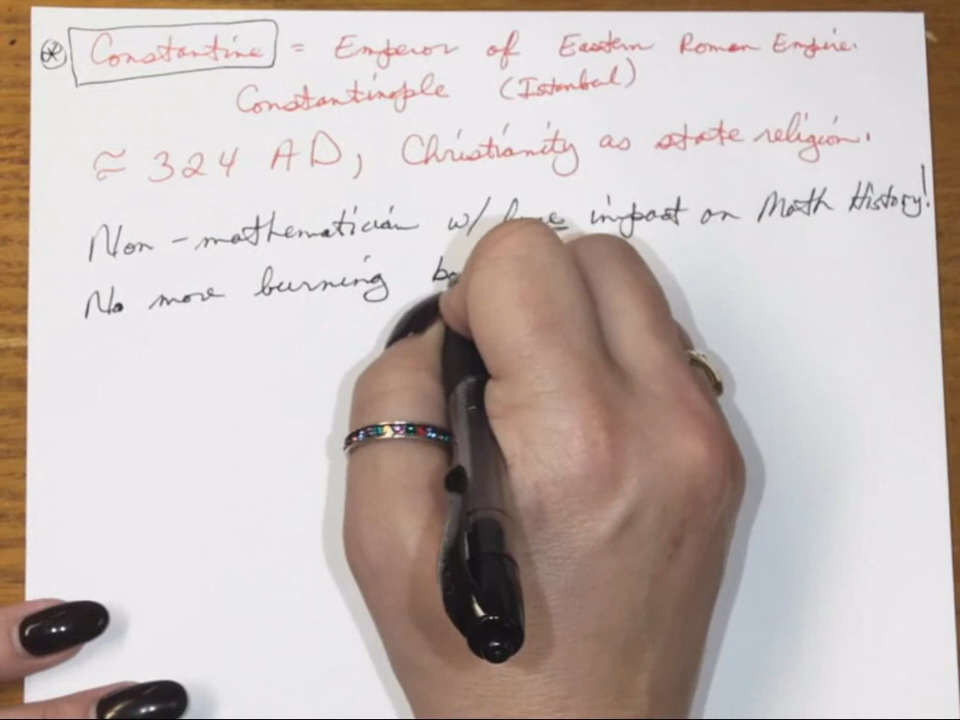 * Constantine = Emperor of Eastern Roman Empire.
Constantinople (Istanbul)
≈ 324 AD, Christianity as state religion.
Non-mathematician w/ impact on Math History!
No more burning